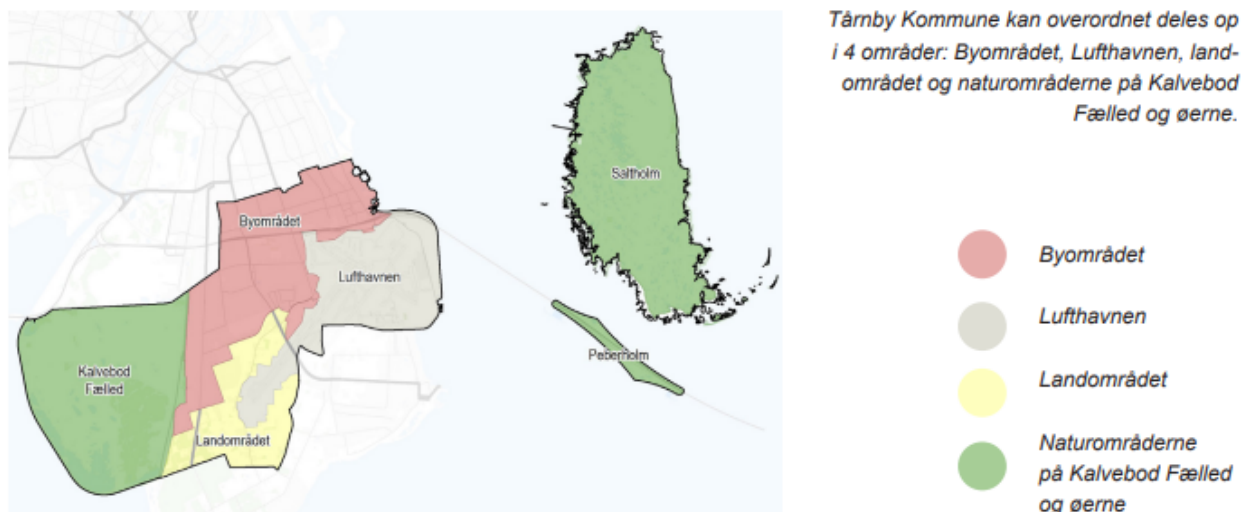 Tårnby Kommune kan overordnet deles op
i 4 områder: Byområdet, Lufthavnen, land-
området og naturområderne på Kalvebod
Fælled og øerne.
Saltholm
Byområdet
Lufthavnen
Peberholm
Kalvebod
Fælled
Landområdet
Byområdet
Lufthavnen
Landområdet
Naturområderne
på Kalvebod Fælled
og øerne